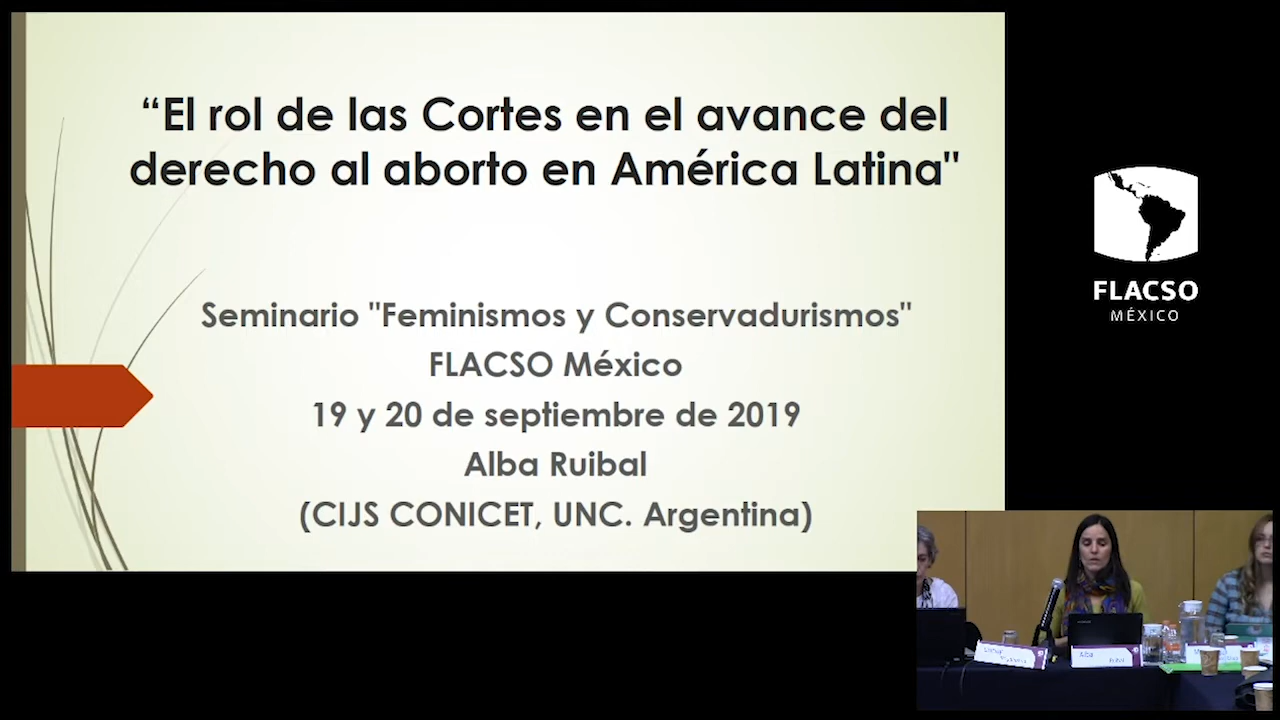 “El rol de las Cortes en el avance del
derecho al aborto en América Latina"
Seminario "Feminismos y Conservadurismos"
FLACSO México
19 y 20 de septiembre de 2019
Alba Ruibal
(CIJS CONICET, UNC. Argentina)
FLACSO
MÉXICO
Alba
Ruibal